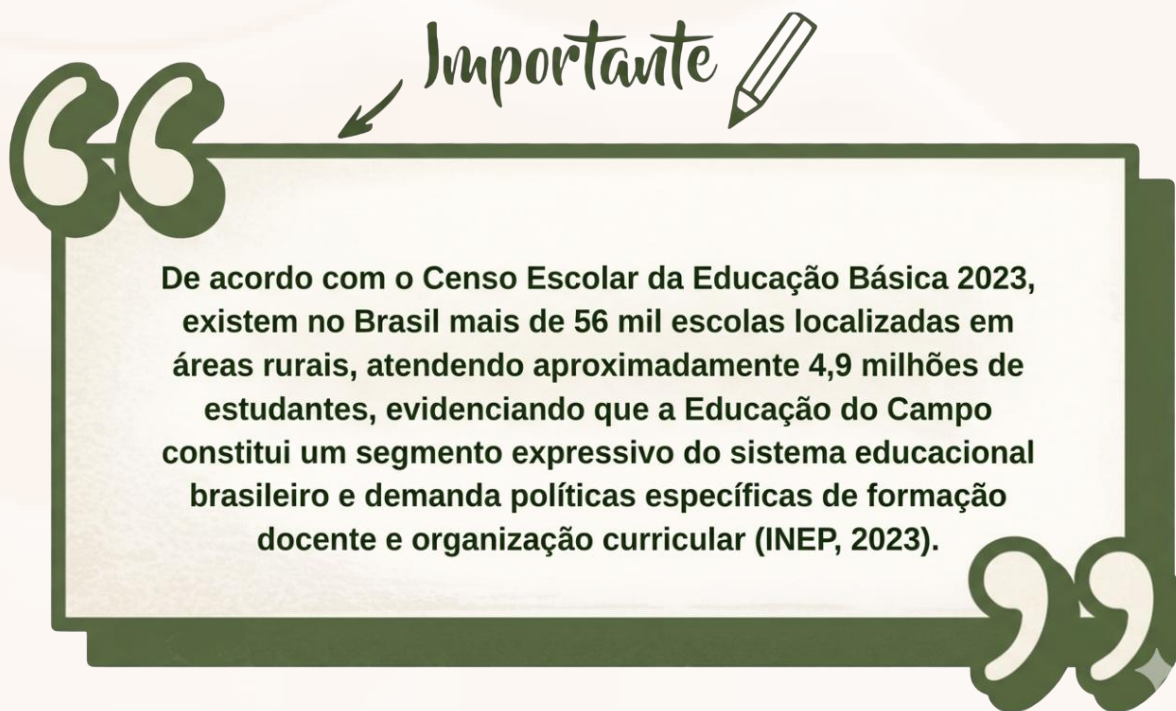 Importante
De acordo com o Censo Escolar da Educação Básica 2023,
existem no Brasil mais de 56 mil escolas localizadas em
áreas rurais, atendendo aproximadamente 4,9 milhões de
estudantes, evidenciando que a Educação do Campo
constitui um segmento expressivo do sistema educacional
brasileiro e demanda políticas específicas de formação
docente e organização curricular (INEP, 2023).